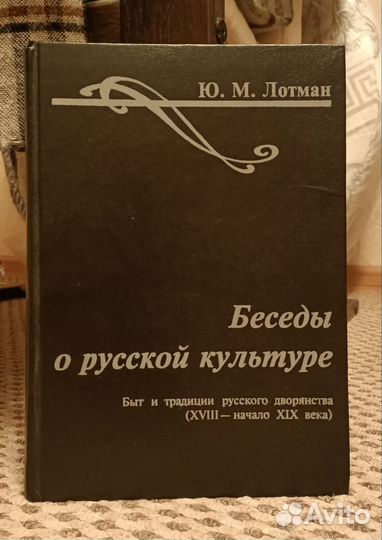 Ю. М. Лотман
Беседы
о русской культуре
Быт и традиции русского дворянства
(XVIII — начало XIX века)
Avito